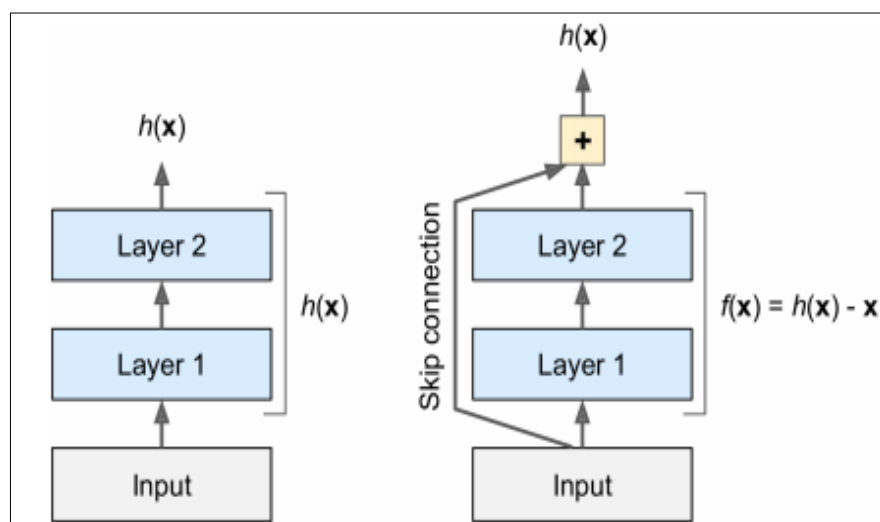 h(x)
Layer 2
Layer 1
h(x)
Input
h(x)
+
Skip connection
Layer 2
Layer 1
f(x) = h(x) - x
Input